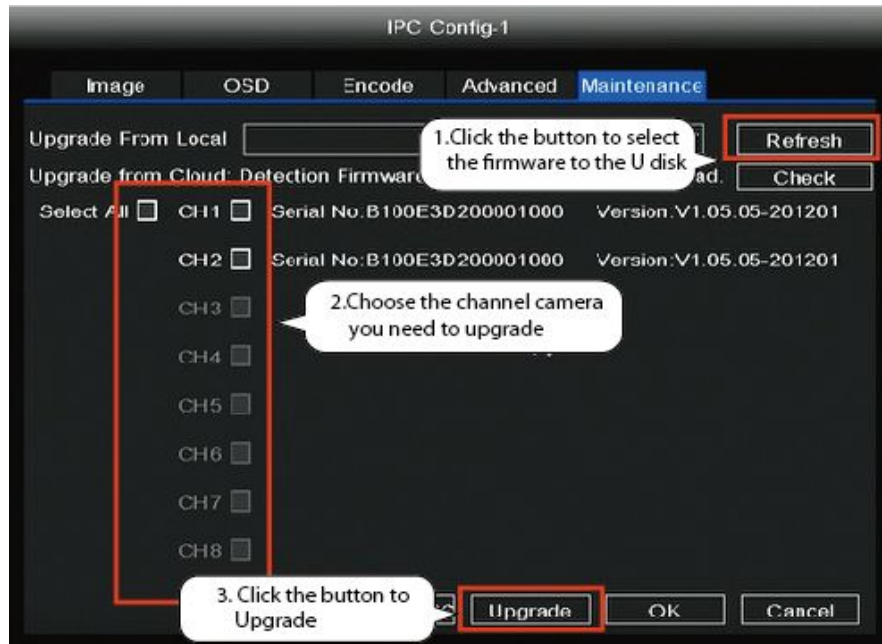 IPC Config-1
Image OSD Encode Advanced Maintenance
Upgrade From Local
Refresh
1.Click the button to select
the firmware to the U disk
Upgrade from Cloud: Detection Firmware
Check
Select All CH1 Serial No:B100E3D200001000 Version:V1.05.05-201201
CH2 Serial No:B100E3D200001000 Version:V1.05.05-201201
2.Choose the channel camera
you need to upgrade
CH3
CH4
CH5
CH6
CH7
CH8
3. Click the button to
Upgrade
Upgrade OK Cancel